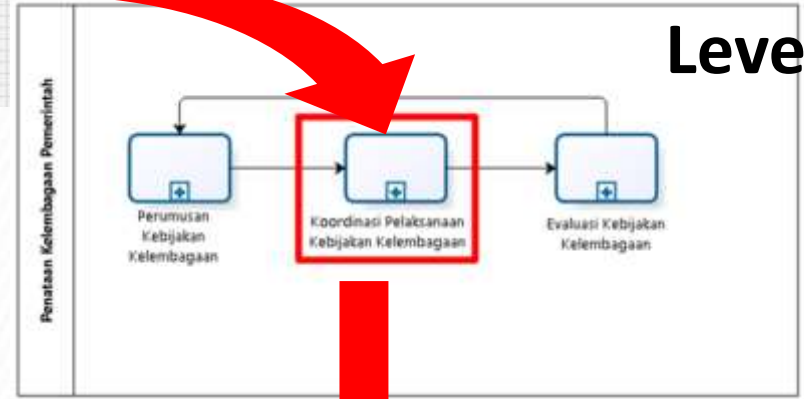 Leve
Penataan Kelembagaan Pemerintah
Perumusan
Kebijakan
Kelembagaan
Koordinasi Pelaksanaan
Kebijakan Kelembagaan
Evaluasi Kebijakan
Kelembagaan